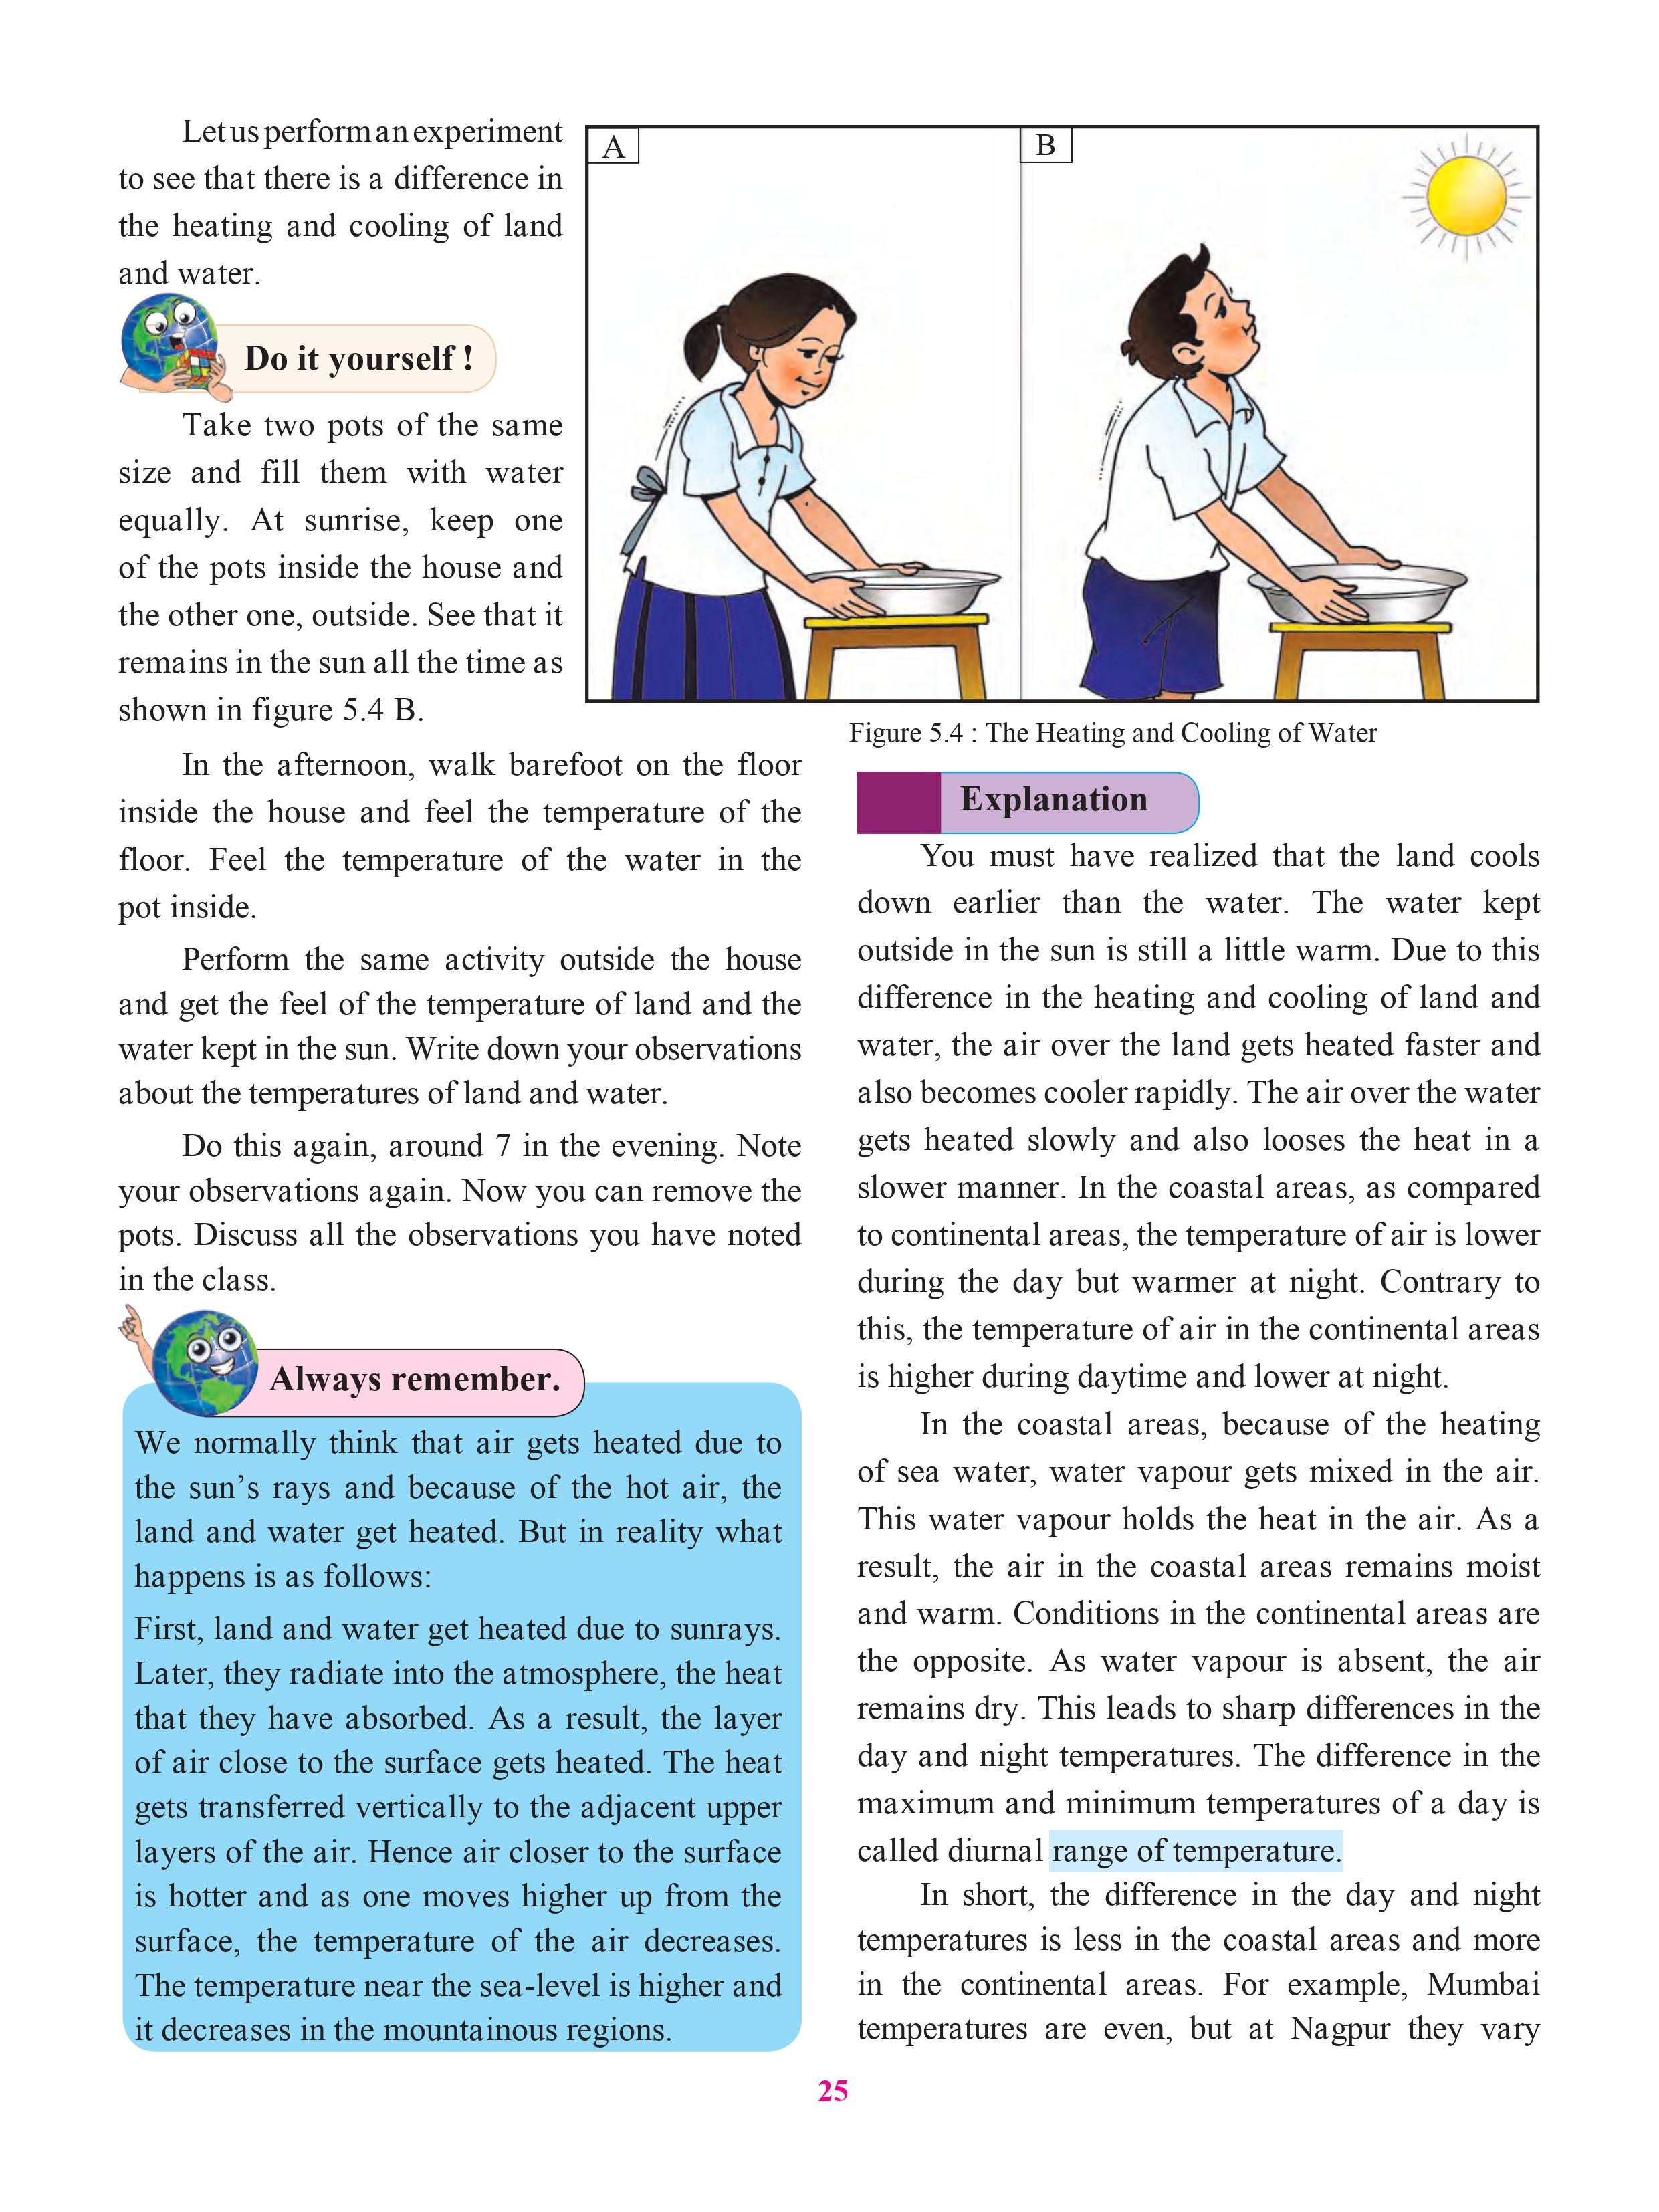 Let us perform an experiment
to see that there is a difference in
the heating and cooling of land
and water.
Do it yourself !
Take two pots of the same
size and fill them with water
equally. At sunrise, keep one
of the pots inside the house and
the other one, outside. See that it
remains in the sun all the time as
shown in figure 5.4 B.
A
B
Figure 5.4 : The Heating and Cooling of Water
In the afternoon, walk barefoot on the floor
inside the house and feel the temperature of the
floor. Feel the temperature of the water in the
pot inside.
Perform the same activity outside the house
and get the feel of the temperature of land and the
water kept in the sun. Write down your observations
about the temperatures of land and water.
Do this again, around 7 in the evening. Note
your observations again. Now you can remove the
pots. Discuss all the observations you have noted
in the class.
Always remember.
We normally think that air gets heated due to
the sun’s rays and because of the hot air, the
land and water get heated. But in reality what
happens is as follows:
First, land and water get heated due to sunrays.
Later, they radiate into the atmosphere, the heat
that they have absorbed. As a result, the layer
of air close to the surface gets heated. The heat
gets transferred vertically to the adjacent upper
layers of the air. Hence air closer to the surface
is hotter and as one moves higher up from the
surface, the temperature of the air decreases.
The temperature near the sea-level is higher and
it decreases in the mountainous regions.
Explanation
You must have realized that the land cools
down earlier than the water. The water kept
outside in the sun is still a little warm. Due to this
difference in the heating and cooling of land and
water, the air over the land gets heated faster and
also becomes cooler rapidly. The air over the water
gets heated slowly and also looses the heat in a
slower manner. In the coastal areas, as compared
to continental areas, the temperature of air is lower
during the day but warmer at night. Contrary to
this, the temperature of air in the continental areas
is higher during daytime and lower at night.
In the coastal areas, because of the heating
of sea water, water vapour gets mixed in the air.
This water vapour holds the heat in the air. As a
result, the air in the coastal areas remains moist
and warm. Conditions in the continental areas are
the opposite. As water vapour is absent, the air
remains dry. This leads to sharp differences in the
day and night temperatures. The difference in the
maximum and minimum temperatures of a day is
called diurnal range of temperature.
In short, the difference in the day and night
temperatures is less in the coastal areas and more
in the continental areas. For example, Mumbai
temperatures are even, but at Nagpur they vary
25